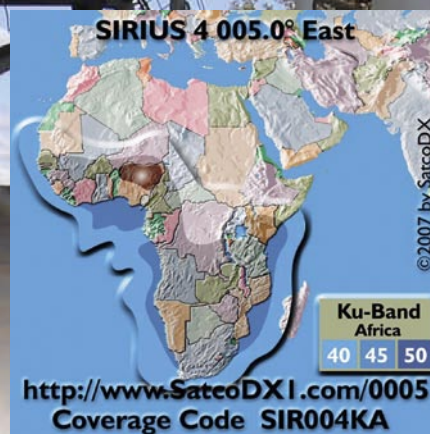 SIRIUS 4 005.0° East
©2007 by SatcoDX
Ku-Band
Africa
40 45 50
http://www.SatcoDX1.com/0005
Coverage Code SIR004KA